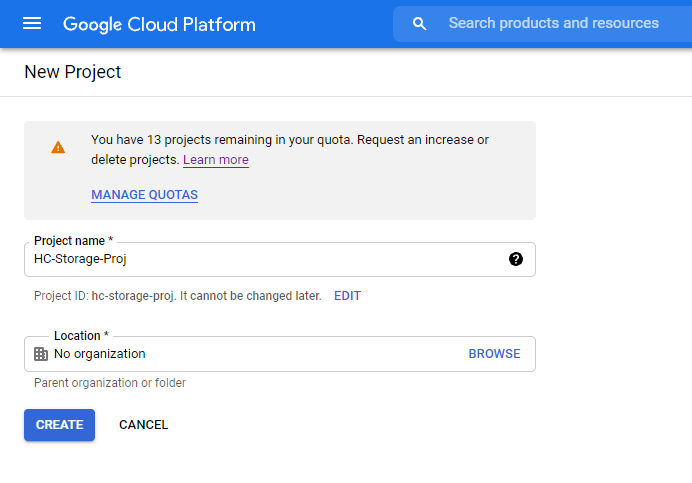 Google Cloud Platform
Search products and resources
New Project
You have 13 projects remaining in your quota. Request an increase or
delete projects. Learn more
MANAGE QUOTAS
Project name *
HC-Storage-Proj
Project ID: hc-storage-proj. It cannot be changed later. EDIT
Location *
No organization BROWSE
Parent organization or folder
CREATE CANCEL